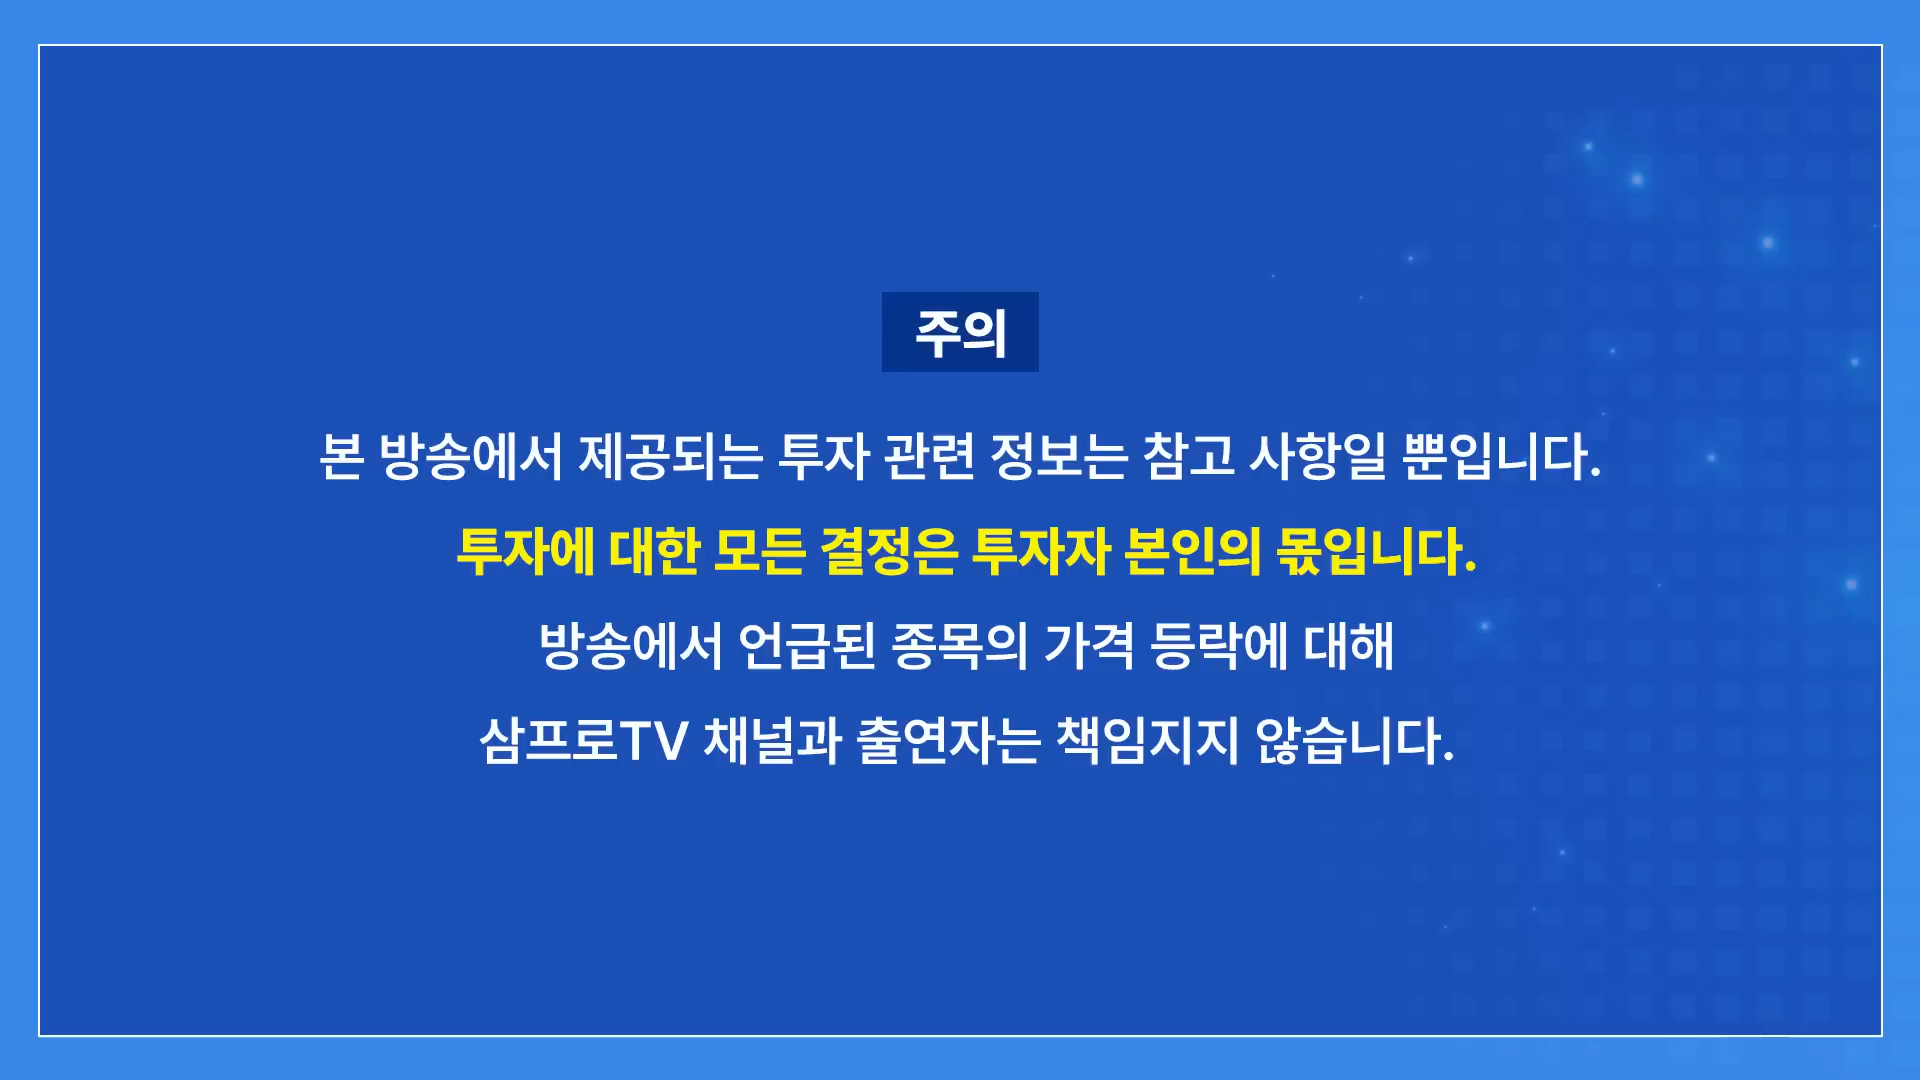 주의
본 방송에서 제공되는 투자 관련 정보는 참고 사항일 뿐입니다.
투자에 대한 모든 결정은 투자자 본인의 몫입니다.
방송에서 언급된 종목의 가격 등락에 대해
삼프로TV 채널과 출연자는 책임지지 않습니다.